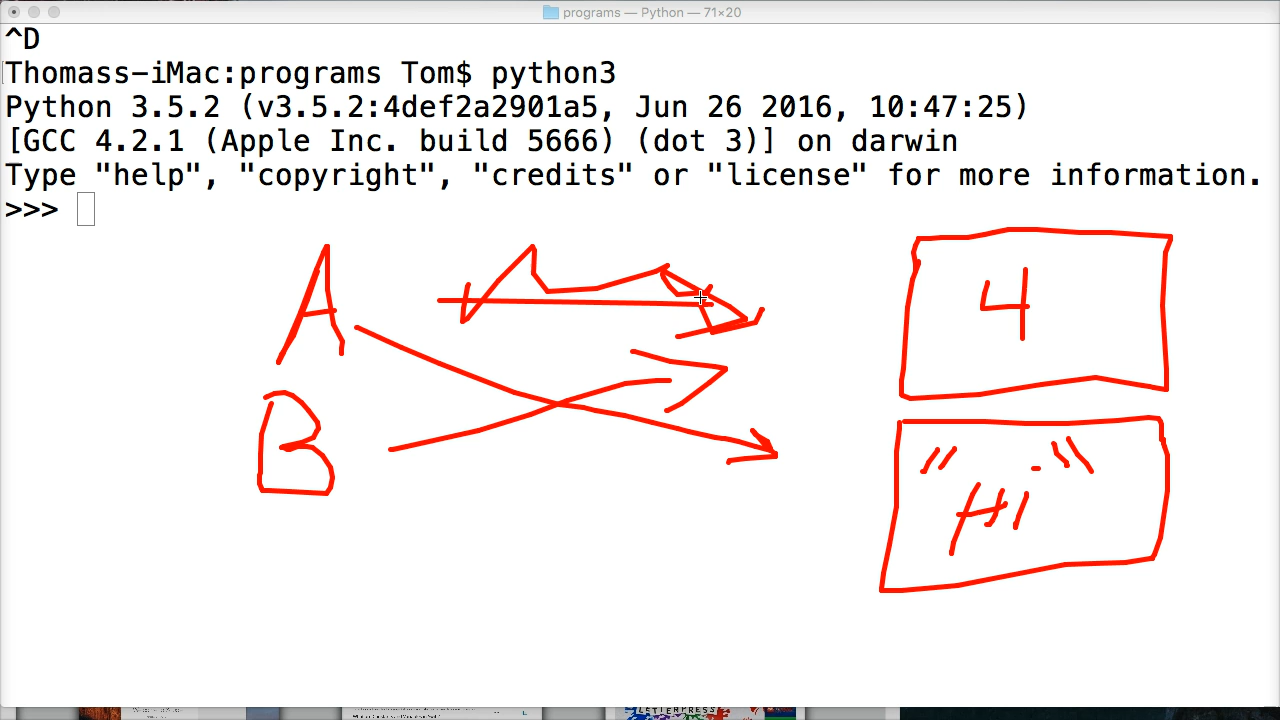 programs — Python — 71×20
^D
Thomass-iMac:programs Tom$ python3
Python 3.5.2 (v3.5.2:4def2a2901a5, Jun 26 2016, 10:47:25)
[GCC 4.2.1 (Apple Inc. build 5666) (dot 3)] on darwin
Type "help", "copyright", "credits" or "license" for more information.
>>>
A
4
B
"Hi"
LETTERPRESS